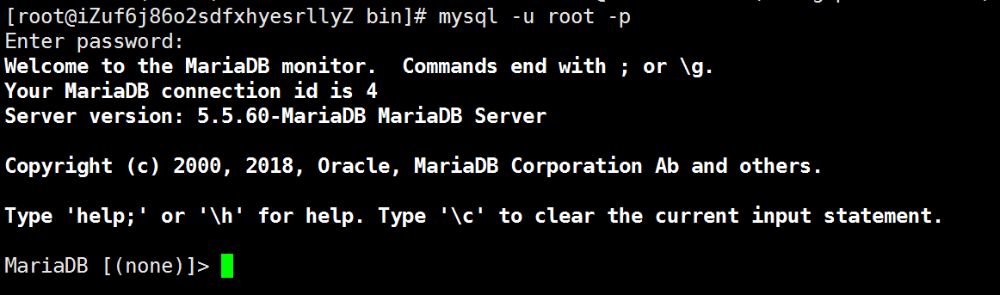 [root@iZuf6j86o2sdfxhyesrllyZ bin]# mysql -u root -p
Enter password:
Welcome to the MariaDB monitor.  Commands end with ; or \g.
Your MariaDB connection id is 4
Server version: 5.5.60-MariaDB MariaDB Server
Copyright (c) 2000, 2018, Oracle, MariaDB Corporation Ab and others.
Type 'help;' or '\h' for help. Type '\c' to clear the current input statement.
MariaDB [(none)]>